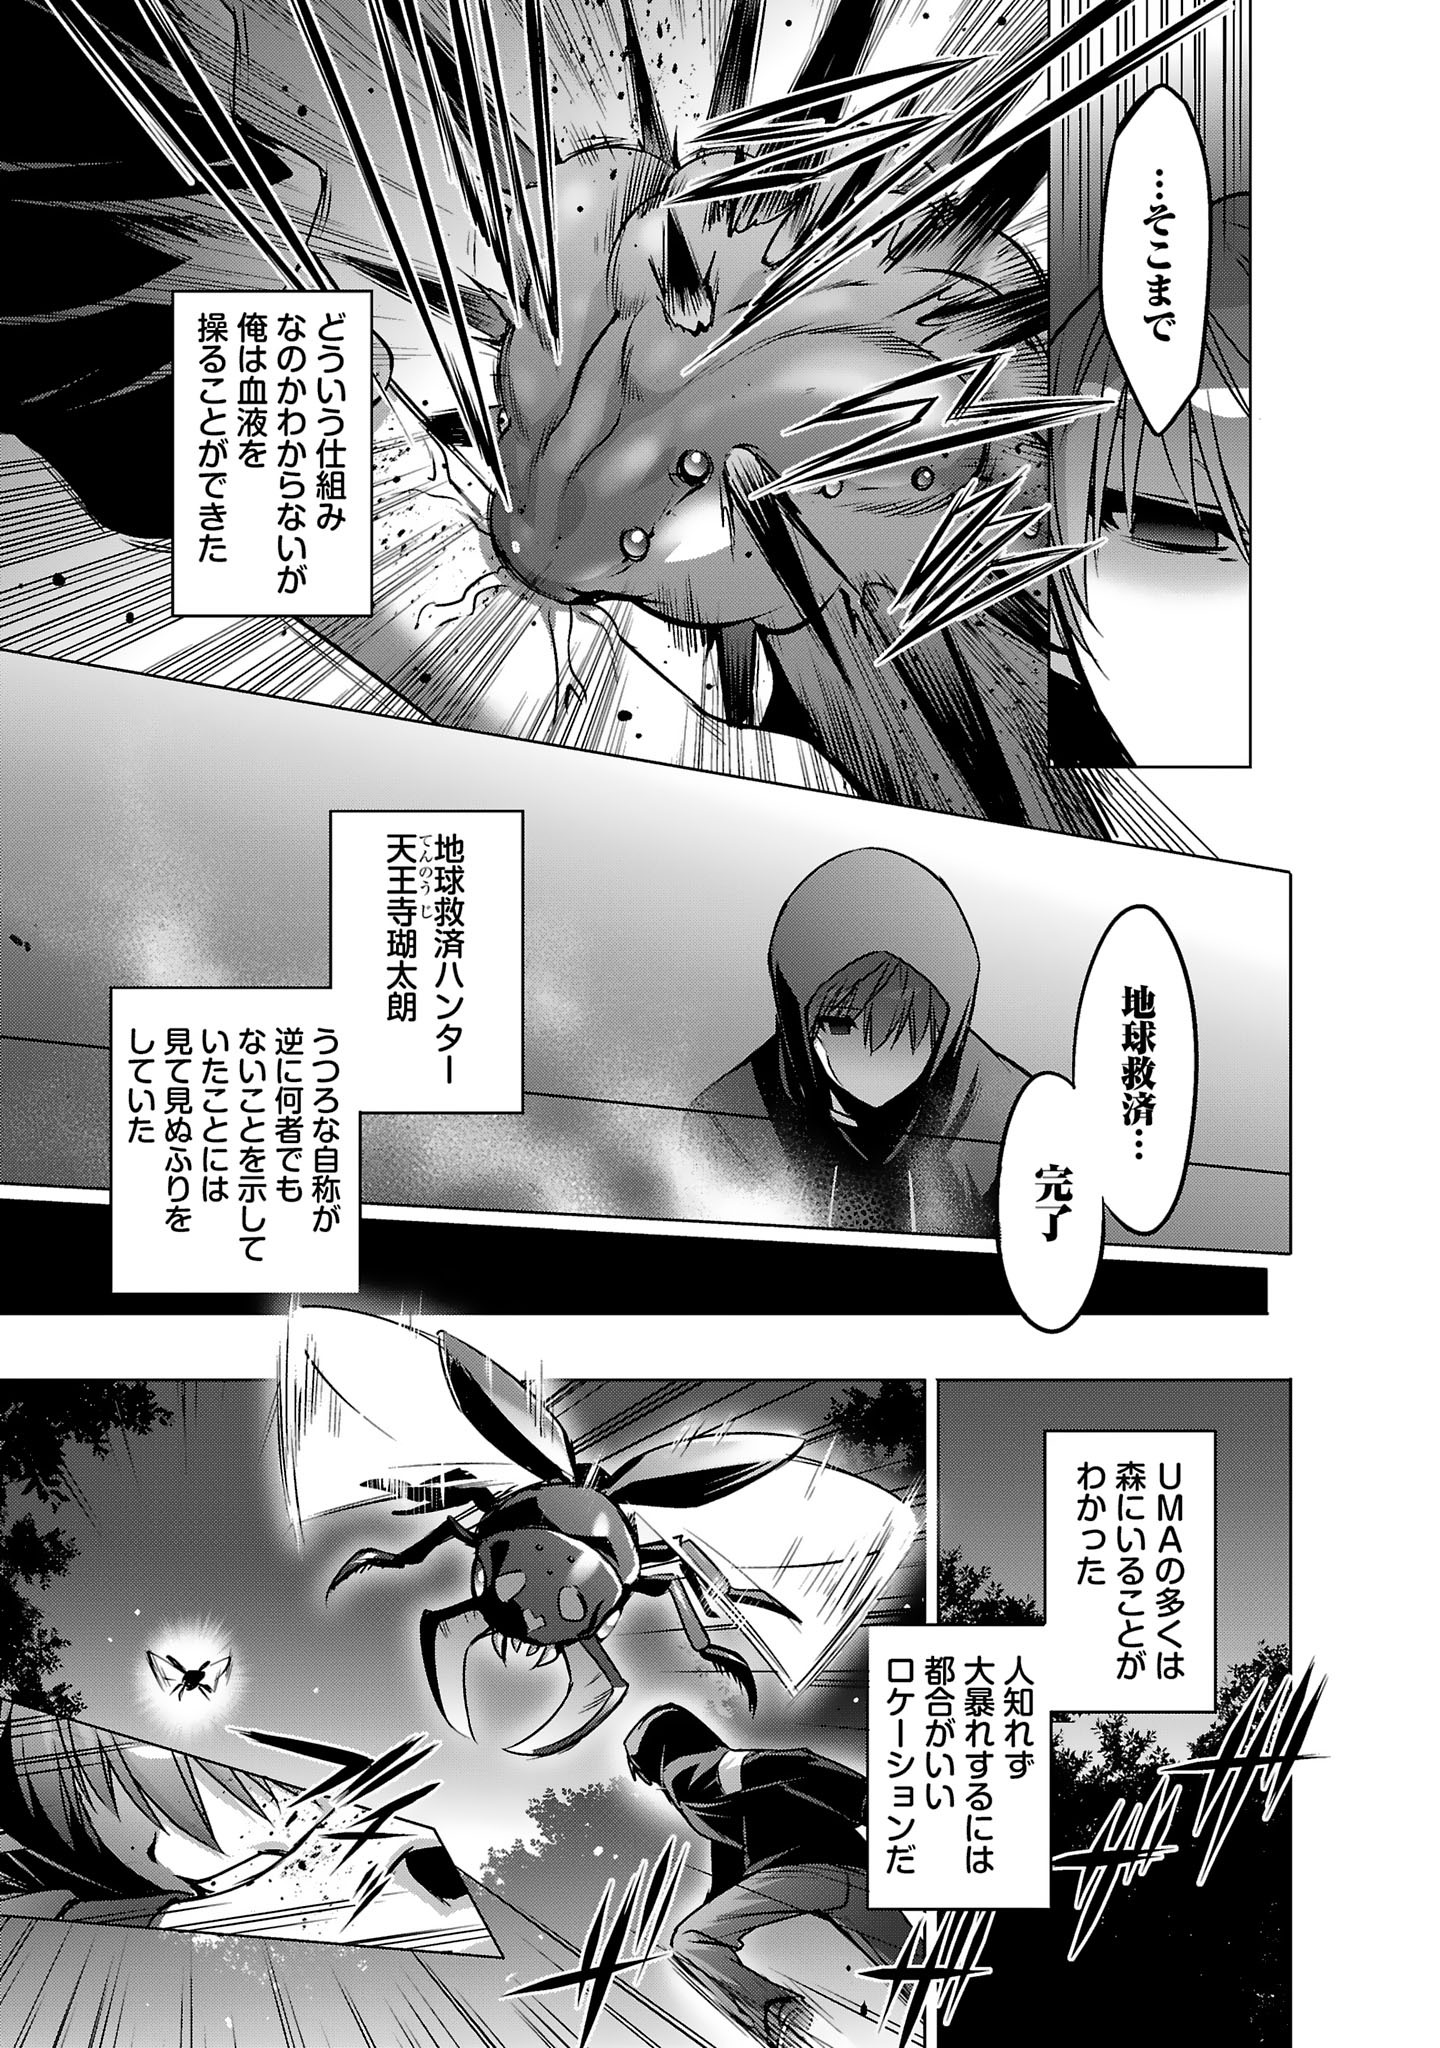 …そこまで
どういう仕組み
なのかわからないが
俺は血液を
操ることができた
地球救済…
完了
地球救済ハンター
天王寺瑚太朗
てんのうじ
うつろな自称が
逆に何者でも
ないことを示して
いたことには
見て見ぬふりを
していた
UMAの多くは
森にいることが
わかった
人知れず
大暴れするには
都合がいい
ロケーションだ